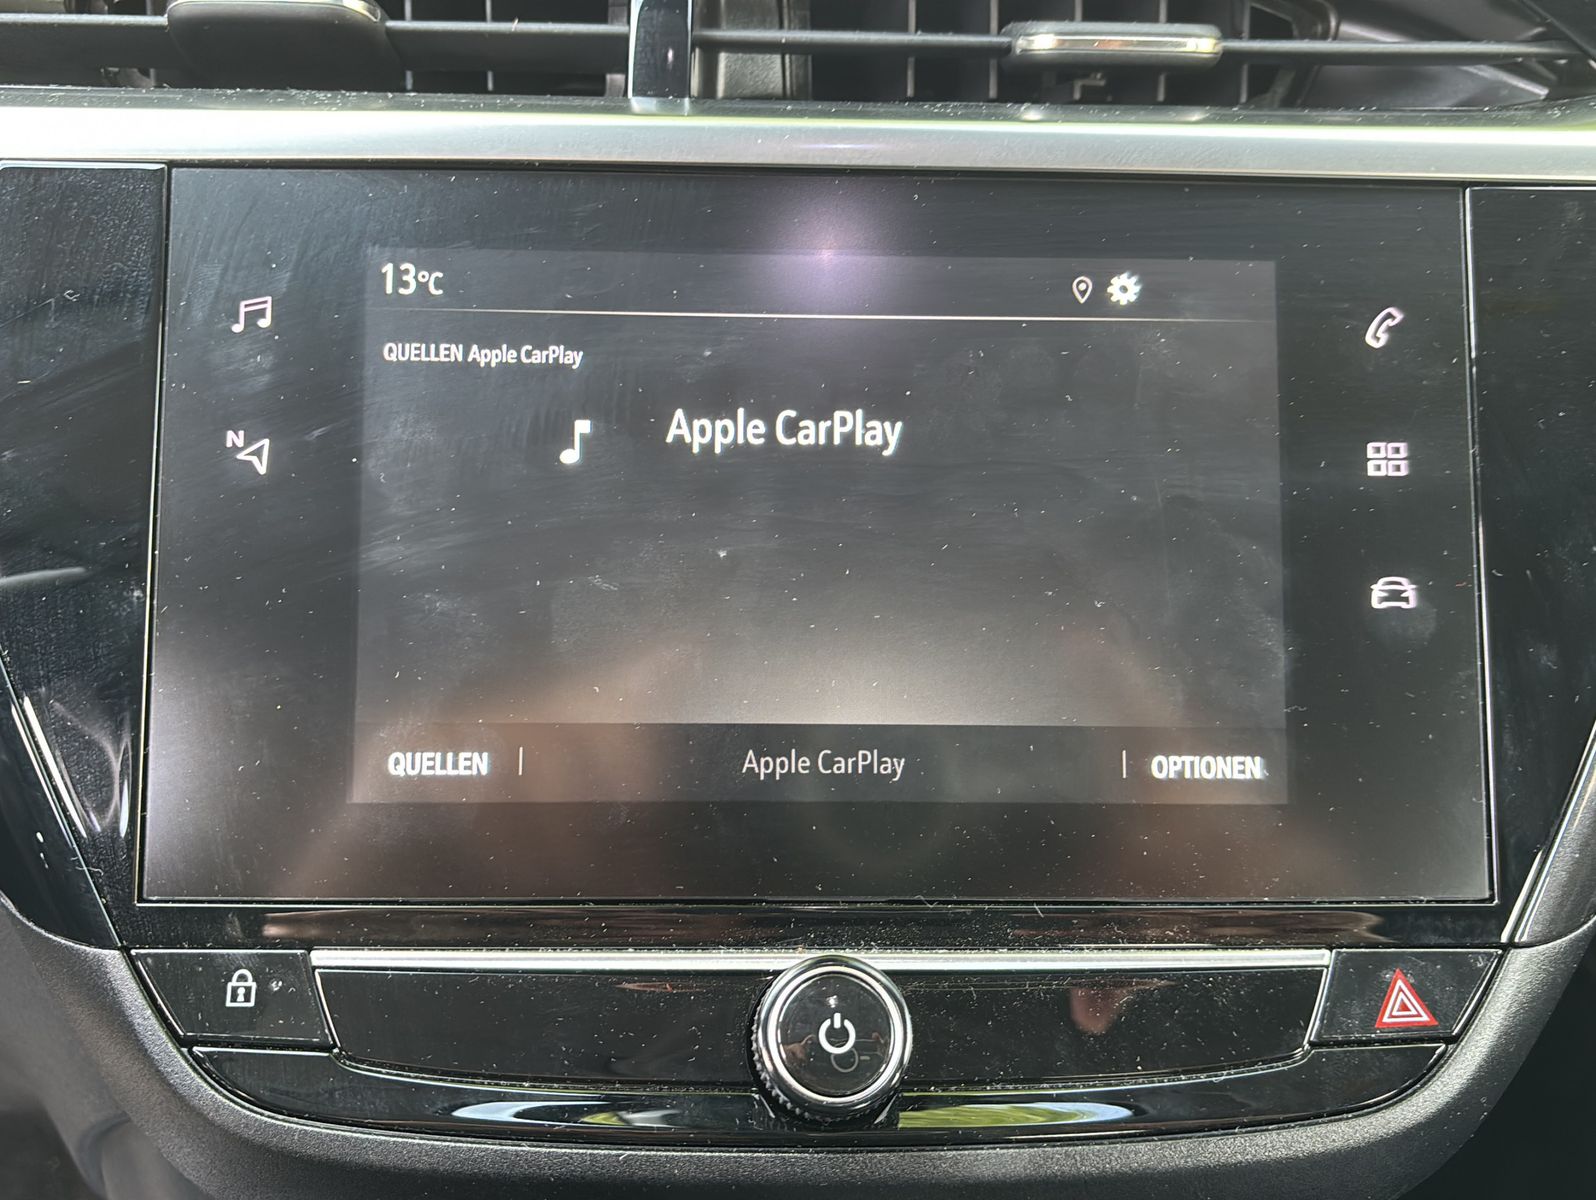 13°C
QUELLEN Apple CarPlay
Apple CarPlay
N
QUELLEN | Apple CarPlay | OPTIONEN